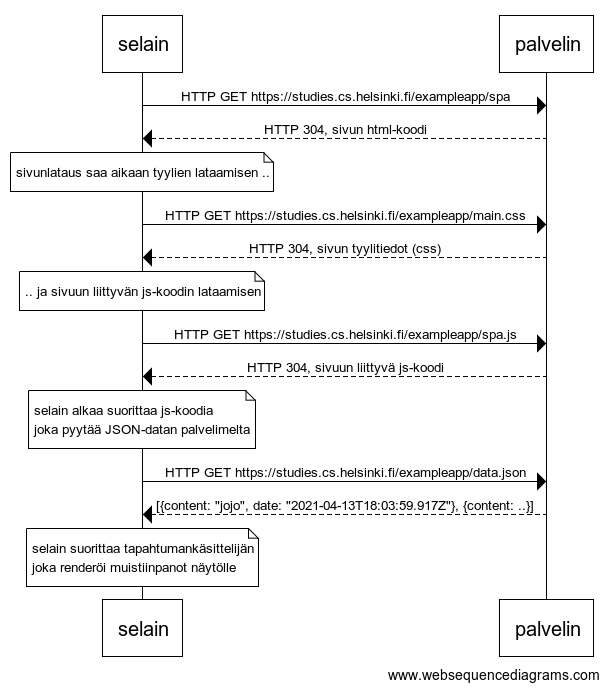 selain palvelin
HTTP GET https://studies.cs.helsinki.fi/exampleapp/spa
HTTP 304, sivun html-koodi
sivunlataus saa aikaan tyylien lataamisen ..
HTTP GET https://studies.cs.helsinki.fi/exampleapp/main.css
HTTP 304, sivun tyylitiedot (css)
.. ja sivuun liittyvän js-koodin lataamisen
HTTP GET https://studies.cs.helsinki.fi/exampleapp/spa.js
HTTP 304, sivuun liittyvä js-koodi
selain alkaa suorittaa js-koodia
joka pyytää JSON-datan palvelimelta
HTTP GET https://studies.cs.helsinki.fi/exampleapp/data.json
[{content: "jojo", date: "2021-04-13T18:03:59.917Z"}, {content: ..}]
selain suorittaa tapahtumankäsittelijän
joka renderöi muistiinpanot näytölle
selain palvelin
www.websequencediagrams.com